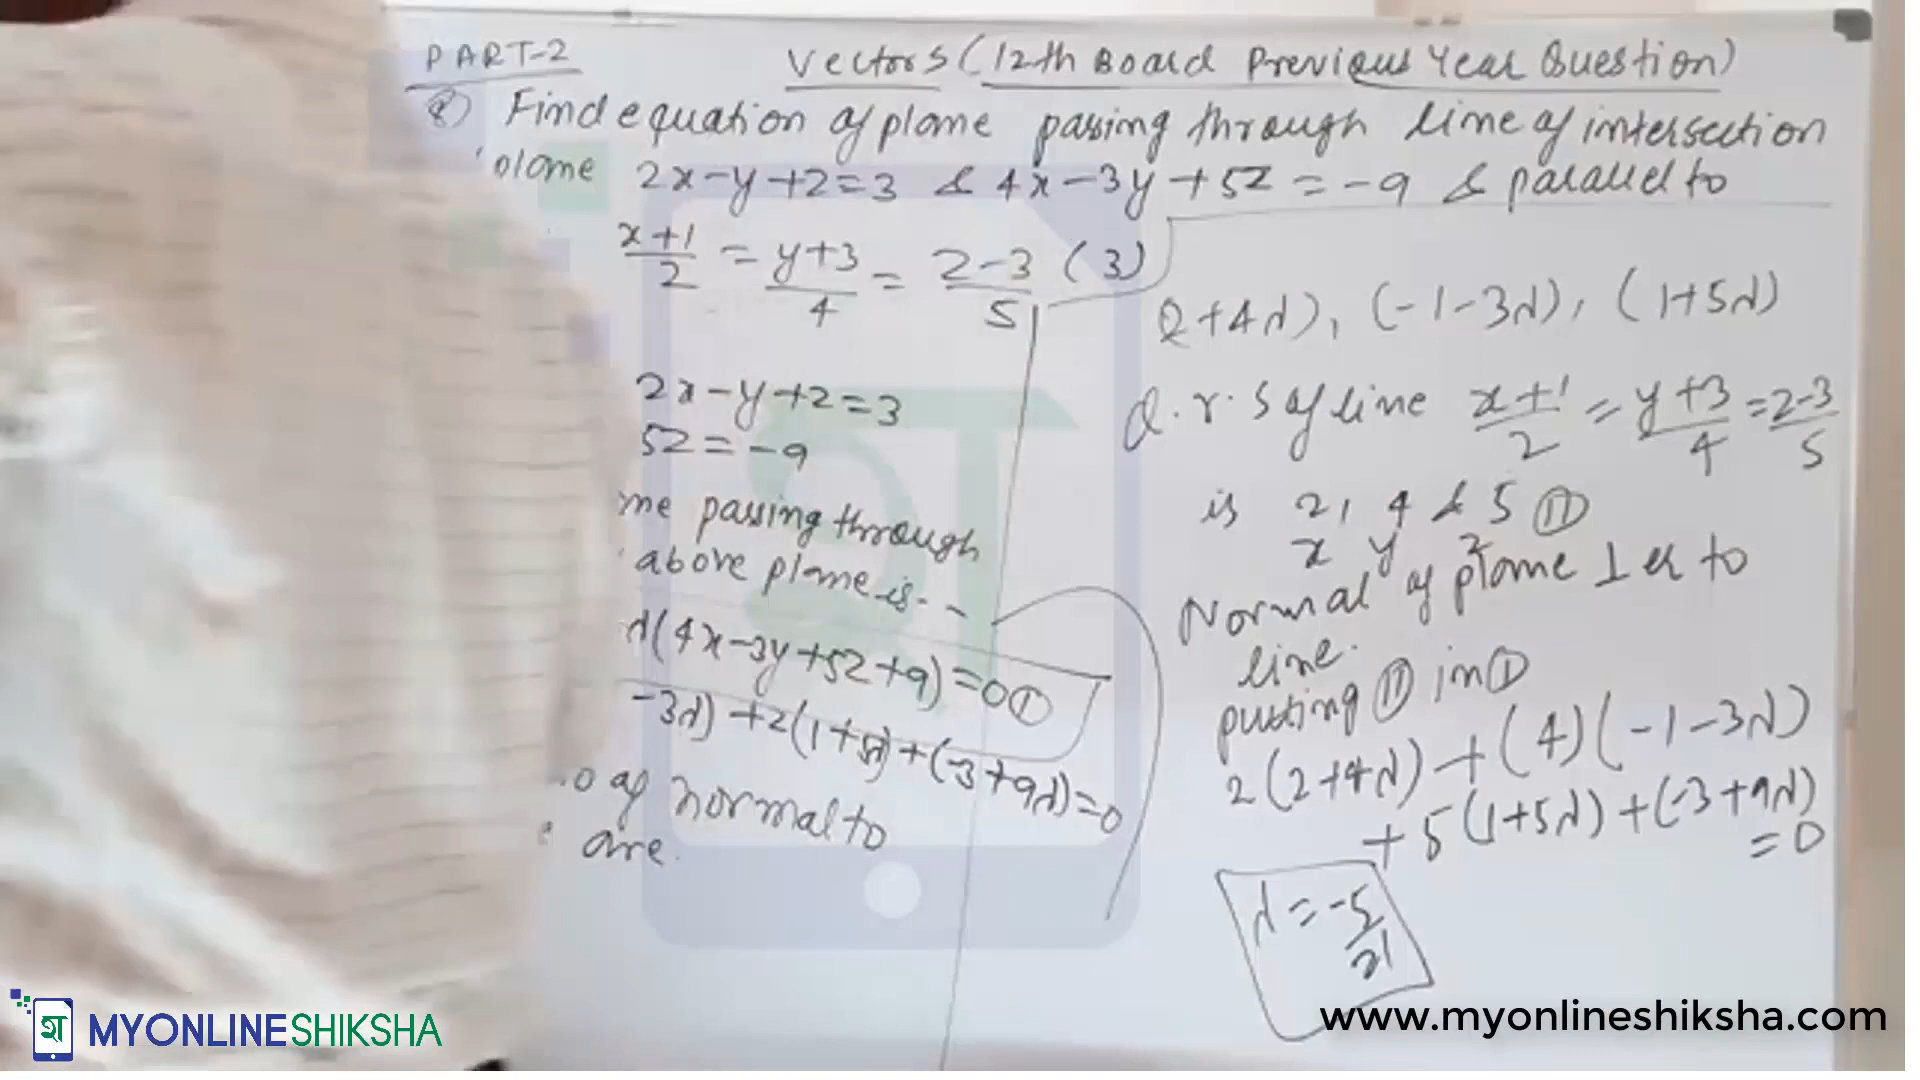 PART-2
Vectors (12th Board Previous Year Question)
Q) Find equation of plane passing through line of intersection
plane 2x-y+z=3 & 4x-3y+5z=-9 & parallel to
x+1/2 = y+3/4 = z-3/5 (3)
2x-y+z=3
5z=-9
me passing through
above plane is--
λ(4x-3y+5z+9)=0 ①
-3λ)+z(1+5λ)+(-3+9λ)=0
o of normal to
e are.
2+4λ), (-1-3λ), (1+5λ)
d.r.s of line x+1/2 = y+3/4 = z-3/5
is 2, 4 & 5 ⑪
x y z
Normal of plane ⊥er to
line.
putting ⑪ in ①
2(2+4λ)+(4)(-1-3λ)
+5(1+5λ)+(-3+9λ)
=0
λ=-5/21
MYONLINESHIKSHA
www.myonlineshiksha.com